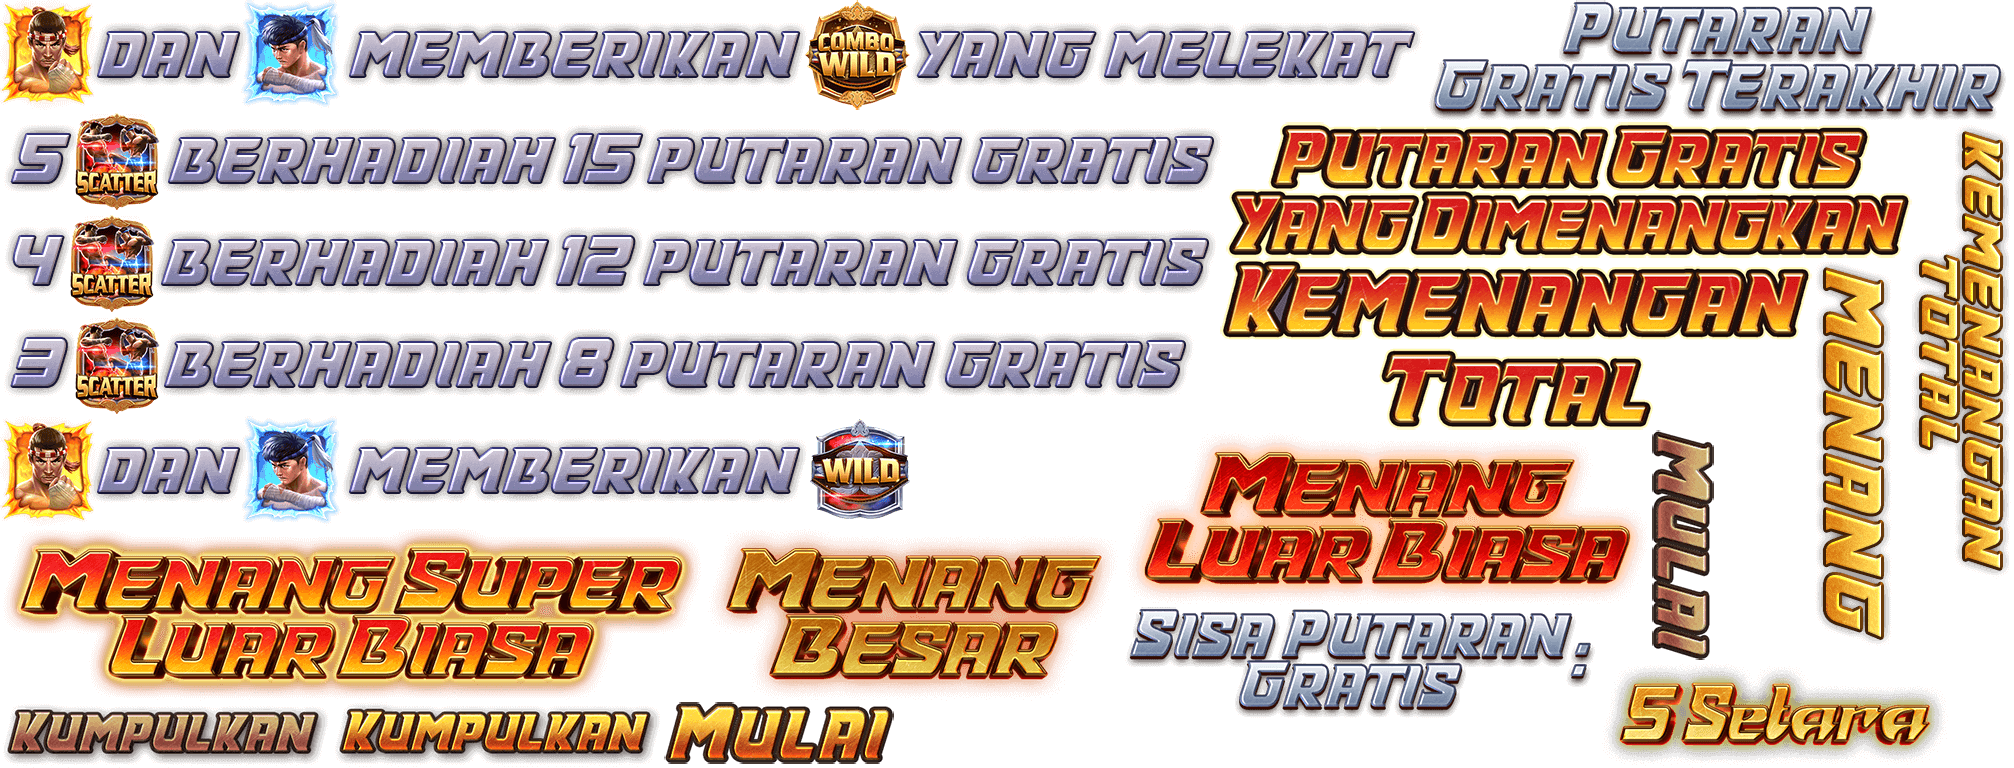 DAN MEMBERIKAN COMBO WILD YANG MELEKAT
PUTARAN
GRATIS TERAKHIR
5 SCATTER BERHADIAH 15 PUTARAN GRATIS
4 SCATTER BERHADIAH 12 PUTARAN GRATIS
3 SCATTER BERHADIAH 8 PUTARAN GRATIS
DAN MEMBERIKAN WILD
PUTARAN GRATIS
YANG DIMENANGKAN
KEMENANGAN
TOTAL
KEMENANGAN
TOTAL
MENANG
MULAI
MENANG
LUAR BIASA
MENANG SUPER
LUAR BIASA
MENANG
BESAR
SISA PUTARAN
GRATIS :
KUMPULKAN
KUMPULKAN
MULAI
5 Setara